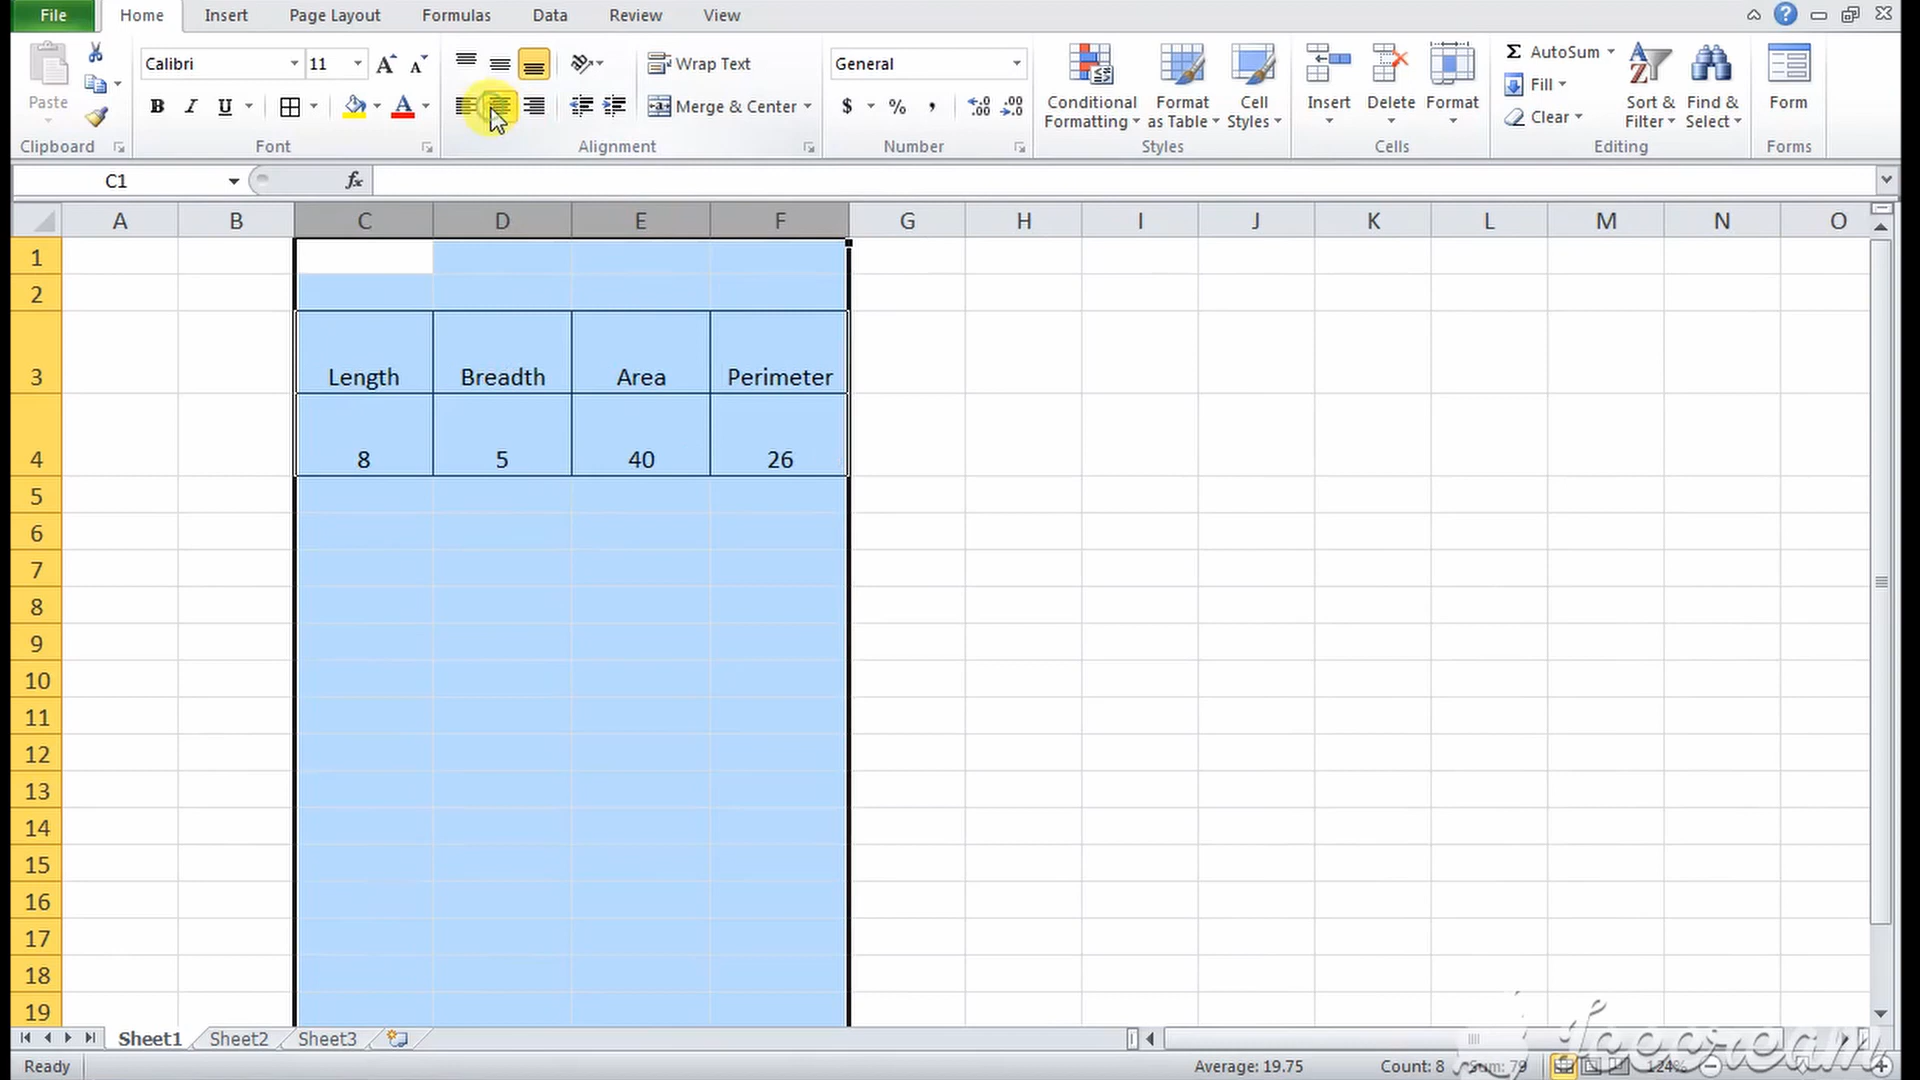 File Home Insert Page Layout Formulas Data Review View
Calibri 11 Wrap Text General AutoSum
Fill
Paste B I U A Merge & Center $ % , Conditional Formatting Format as Table Cell Styles Insert Delete Format Clear Sort & Filter Find & Select Form
Clipboard Font Alignment Number Styles Cells Editing Forms
C1 fx
A B C D E F G H I J K L M N O
1
2
3 Length Breadth Area Perimeter
4 8 5 40 26
5
6
7
8
9
10
11
12
13
14
15
16
17
18
19
Sheet1 Sheet2 Sheet3
Ready Average: 19.75 Count: 8 Sum: 79 124%
Icecream